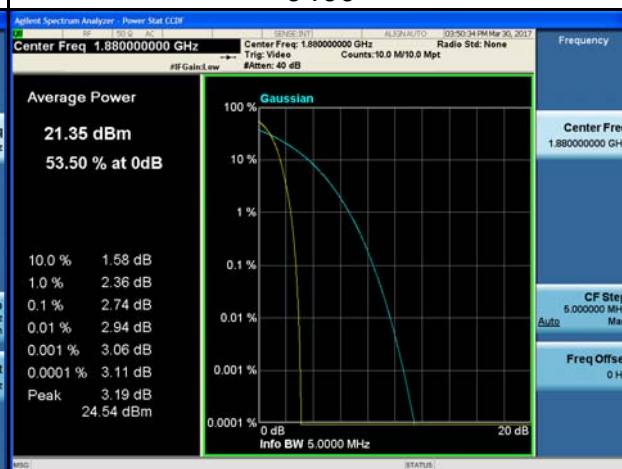 Agilent Spectrum Analyzer - Power Stat CCDF
RF 50 Ω AC SENSE:INT ALIGN AUTO 03:50:34 PM Mar 30, 2017
Center Freq 1.880000000 GHz
Center Freq: 1.880000000 GHz Radio Std: None
Trig: Video Counts:10.0 M/10.0 Mpt
#IFGain:Low #Atten: 40 dB
Frequency
Average Power
21.35 dBm
53.50 % at 0dB
10.0 % 1.58 dB
1.0 % 2.36 dB
0.1 % 2.74 dB
0.01 % 2.94 dB
0.001 % 3.06 dB
0.0001 % 3.11 dB
Peak 3.19 dB
24.54 dBm
Gaussian
100 %
10 %
1 %
0.1 %
0.01 %
0.001 %
0.0001 %
0 dB 20 dB
Info BW 5.0000 MHz
Center Fre
1.880000000 GH
CF Step
5.000000 MH
Auto Ma
Freq Offse
0 H
MSG STATUS